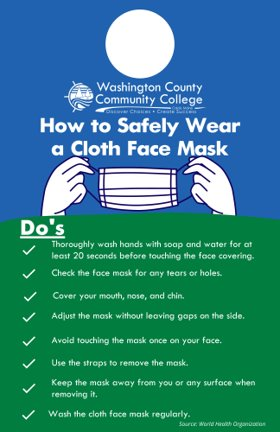 Washington County
Community College
Calais, Maine
Discover Choices • Create Success
How to Safely Wear
a Cloth Face Mask
Do's
Thoroughly wash hands with soap and water for at
least 20 seconds before touching the face covering.
Check the face mask for any tears or holes.
Cover your mouth, nose, and chin.
Adjust the mask without leaving gaps on the side.
Avoid touching the mask once on your face.
Use the straps to remove the mask.
Keep the mask away from you or any surface when
removing it.
Wash the cloth face mask regularly.
Source: World Health Organization